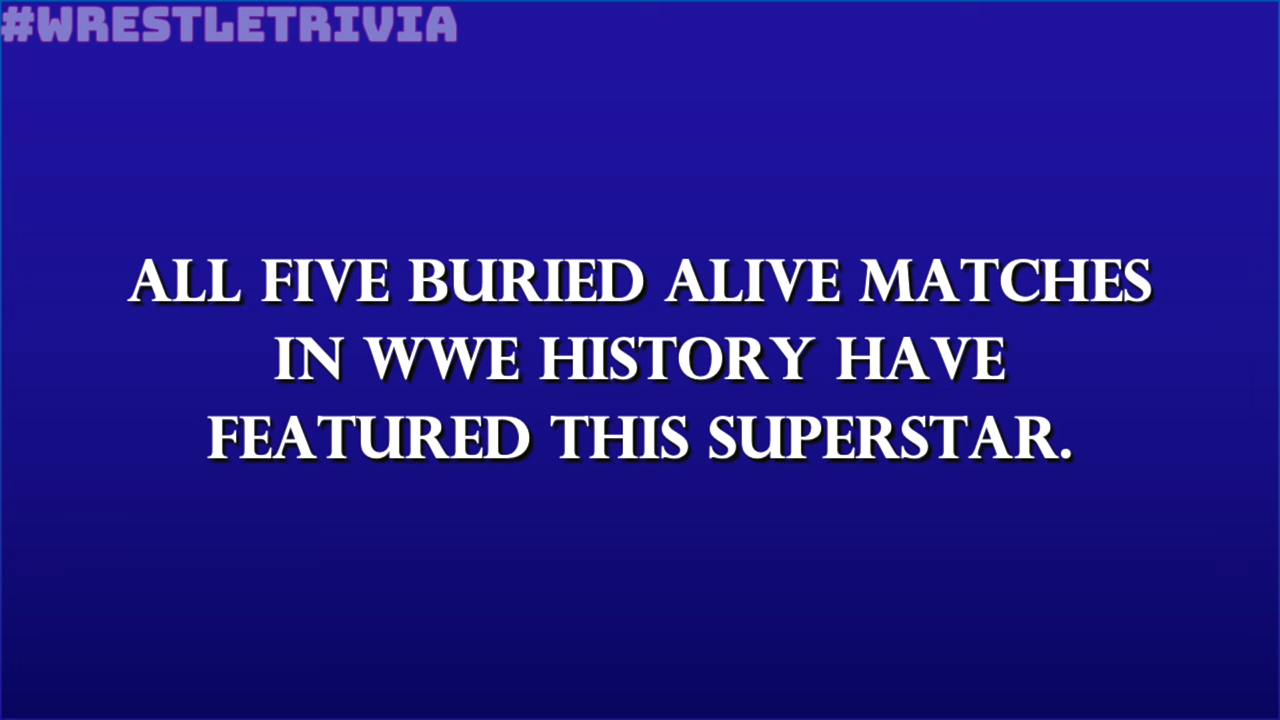 #WRESTLETRIVIA
ALL FIVE BURIED ALIVE MATCHES
IN WWE HISTORY HAVE
FEATURED THIS SUPERSTAR.